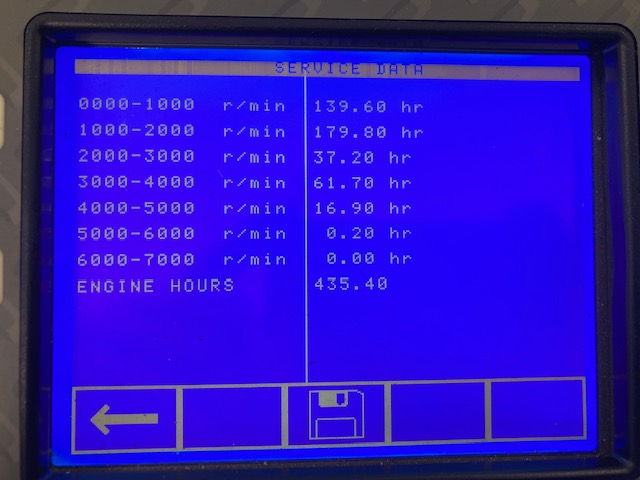 SERVICE DATA
0000-1000 r/min 139.60 hr
1000-2000 r/min 179.80 hr
2000-3000 r/min 37.20 hr
3000-4000 r/min 61.70 hr
4000-5000 r/min 16.90 hr
5000-6000 r/min 0.20 hr
6000-7000 r/min 0.00 hr
ENGINE HOURS 435.40